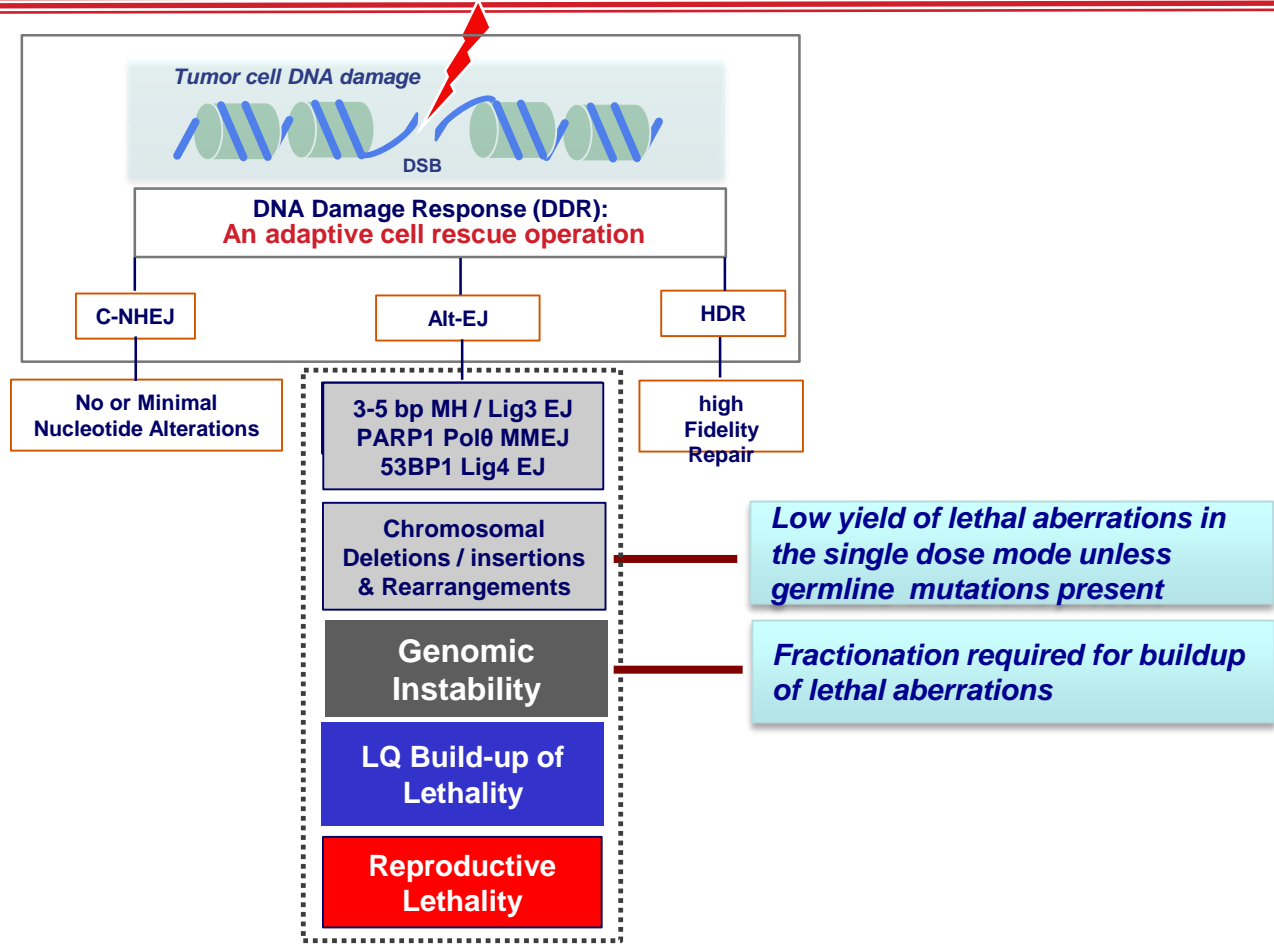 Tumor cell DNA damage
DSB
DNA Damage Response (DDR):
An adaptive cell rescue operation
C-NHEJ
Alt-EJ
HDR
No or Minimal
Nucleotide Alterations
3-5 bp MH / Lig3 EJ
PARP1 Polθ MMEJ
53BP1 Lig4 EJ
high
Fidelity
Repair
Chromosomal
Deletions / insertions
& Rearrangements
Low yield of lethal aberrations in
the single dose mode unless
germline mutations present
Genomic
Instability
Fractionation required for buildup
of lethal aberrations
LQ Build-up of
Lethality
Reproductive
Lethality